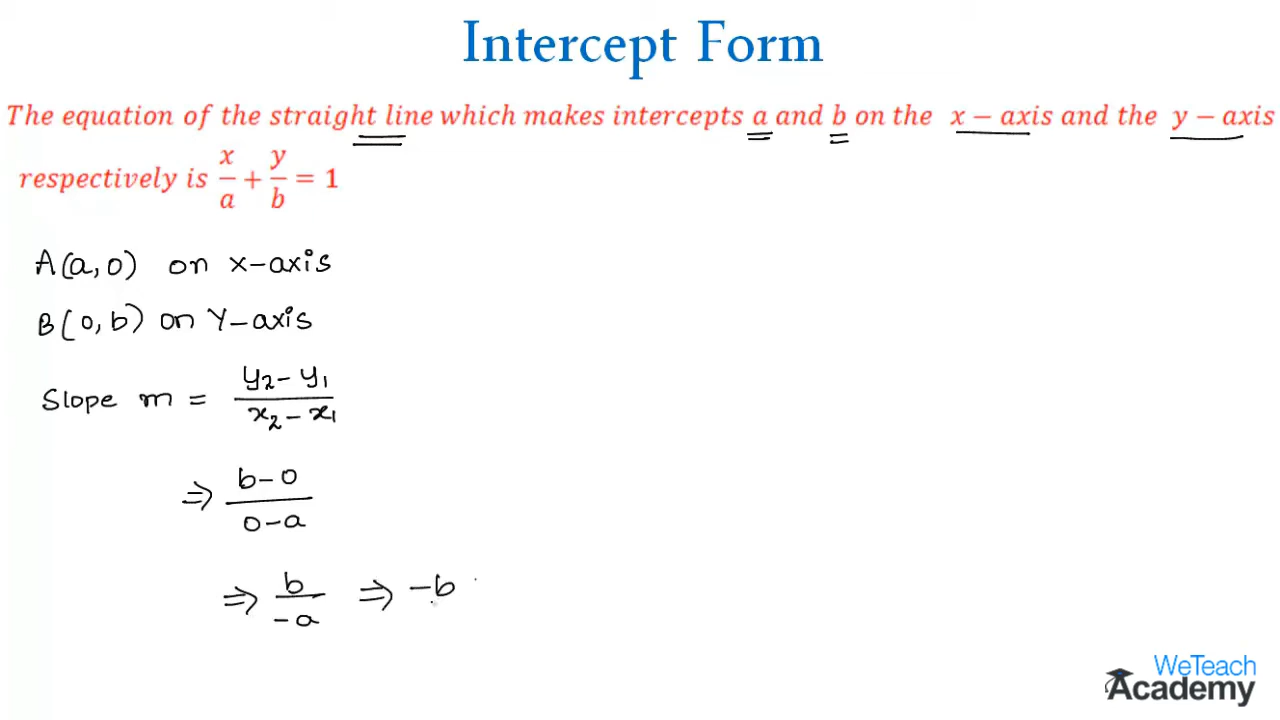 Intercept Form
The equation of the straight line which makes intercepts a and b on the x − axis and the y − axis
respectively is x/a + y/b = 1
A(a, 0) on x-axis
B(0, b) on Y-axis
Slope m = y₂ - y₁ / x₂ - x₁
⇒ b - 0 / 0 - a
⇒ b / -a ⇒ -b
WeTeach
Academy